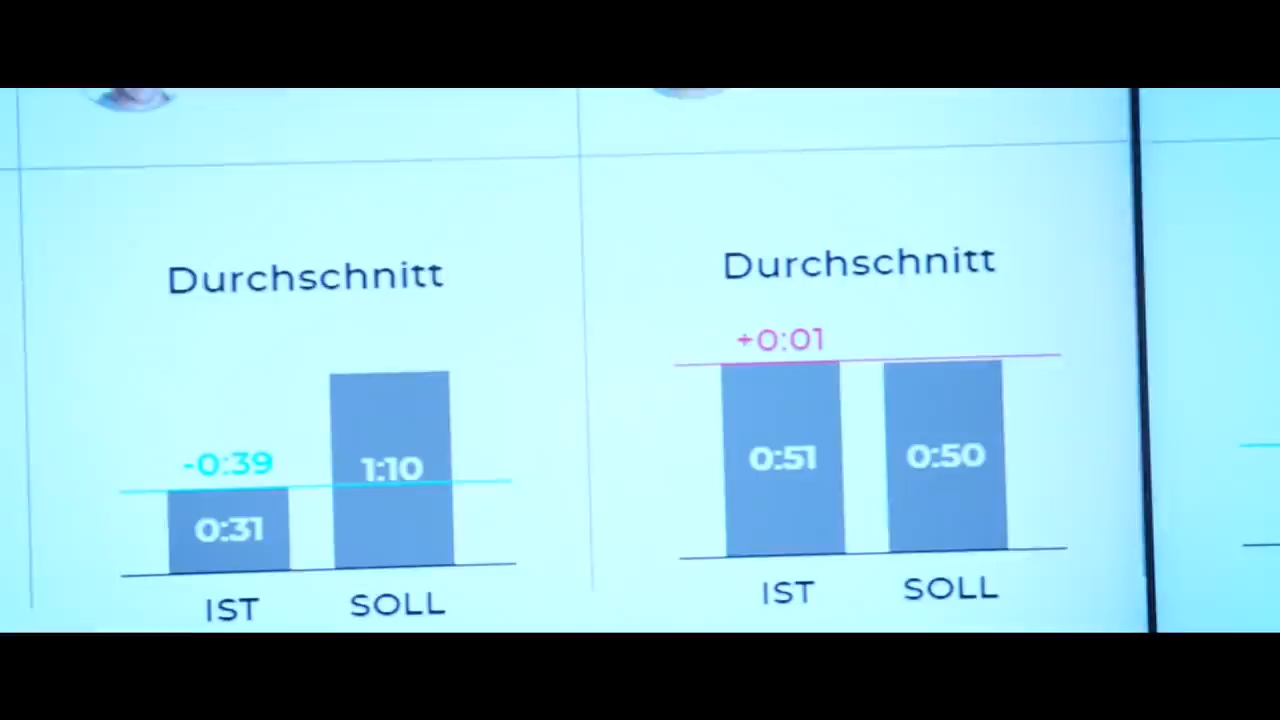 Durchschnitt
-0:39
1:10
0:31
IST SOLL
Durchschnitt
+0:01
0:51 0:50
IST SOLL